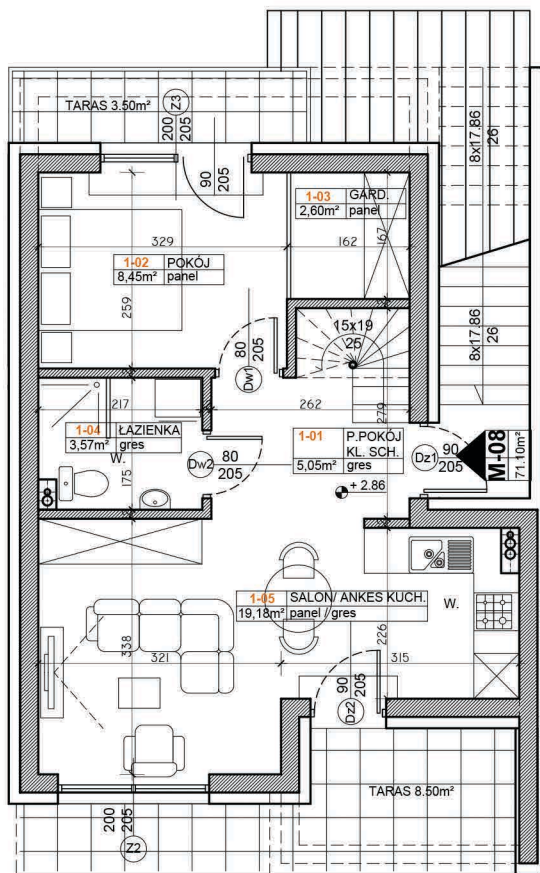 TARAS 3.50m²
Z3
200
205
8x17.86
26
90
205
1-03 GARD.
2,60m² panel
167
329
162
1-02 POKÓJ
8,45m² panel
259
15x19
25
8x17.86
26
80
205
Dw1
217
262
279
1-04 ŁAZIENKA
3,57m² gres
W.
175
80
205
Dw2
1-01 P.POKÓJ
KL. SCH.
5,05m² gres
+ 2.86
Dz1
90
205
M-08
71.10m²
1-05 SALON/ ANKES KUCH.
19,18m² panel / gres
W.
226
338
321
315
90
205
Dz2
TARAS 8.50m²
200
205
Z2